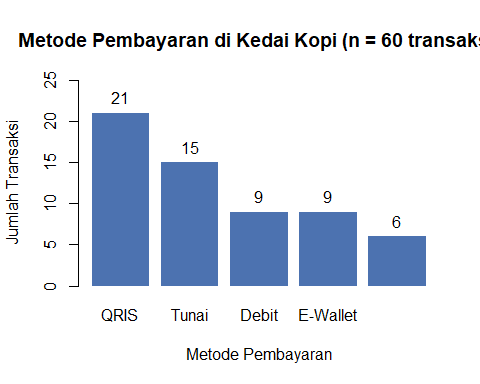 Metode Pembayaran di Kedai Kopi (n = 60 transaks
Jumlah Transaksi
25
20
15
10
5
0
21
15
9
9
6
QRIS Tunai Debit E-Wallet
Metode Pembayaran